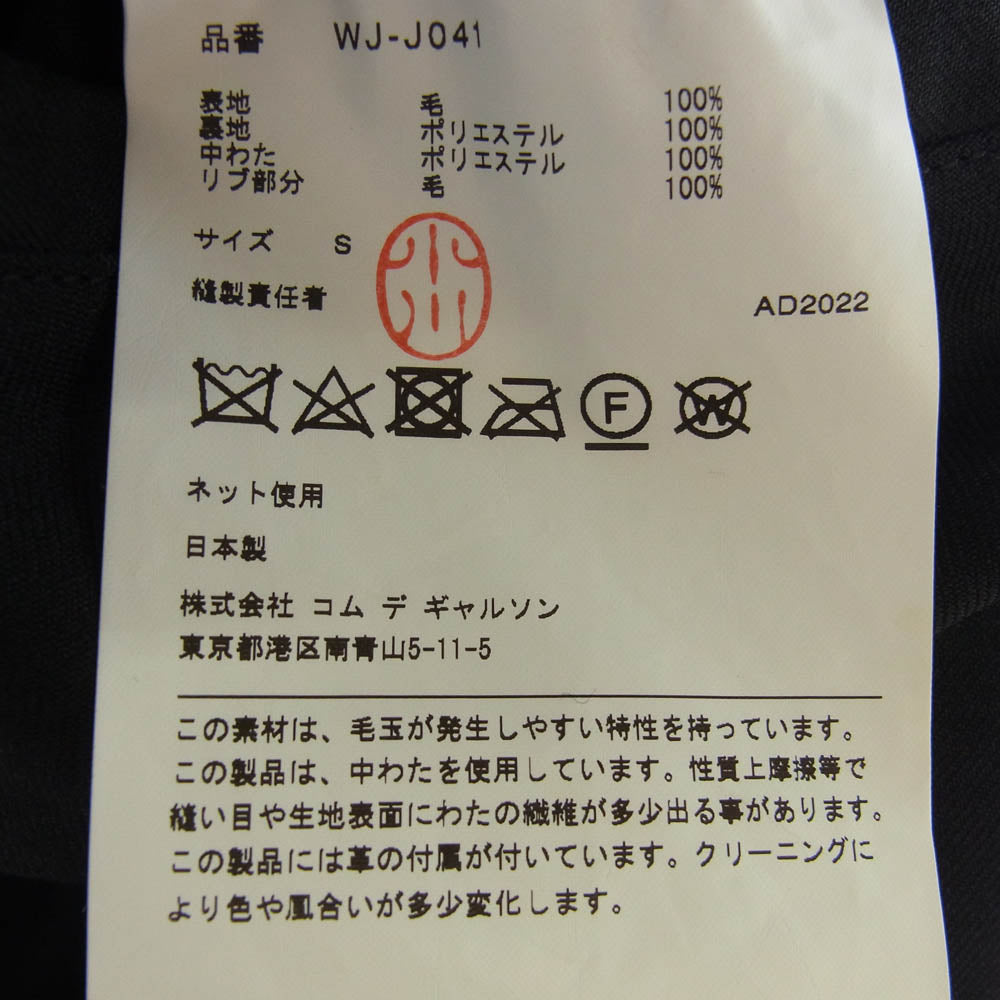 品番 WJ-J041
表地 毛 100%
裏地 ポリエステル 100%
中わた ポリエステル 100%
リブ部分 毛 100%
サイズ S
縫製責任者
AD2022
F
W
ネット使用
日本製
株式会社 コム デ ギャルソン
東京都港区南青山5-11-5
この素材は、毛玉が発生しやすい特性を持っています。
この製品は、中わたを使用しています。性質上摩擦等で
縫い目や生地表面にわたの繊維が多少出る事があります。
この製品には革の付属が付いています。クリーニングに
より色や風合いが多少変化します。